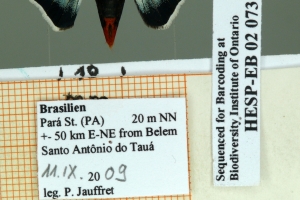 Brasilien
Pará St. (PA) 20 m NN
+- 50 km E-NE from Belem
Santo Antônio do Tauá
11.IX. 2009
leg. P. Jauffret
Sequenced for Barcoding at
Biodiversity Institute of Ontario
HESP-EB 02 073